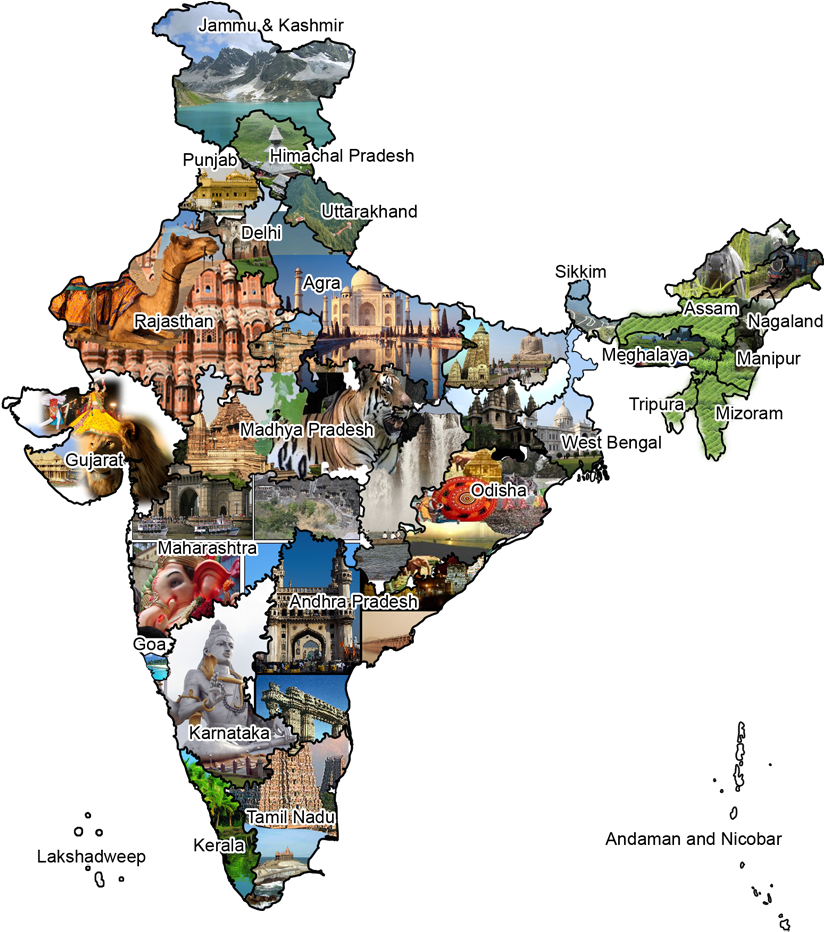 Jammu & Kashmir
Punjab
Himachal Pradesh
Uttarakhand
Delhi
Sikkim
Agra
Assam
Rajasthan
Nagaland
Meghalaya
Manipur
Tripura
Mizoram
Madhya Pradesh
West Bengal
Gujarat
Odisha
Maharashtra
Andhra Pradesh
Goa
Karnataka
Tamil Nadu
Kerala
Andaman and Nicobar
Lakshadweep